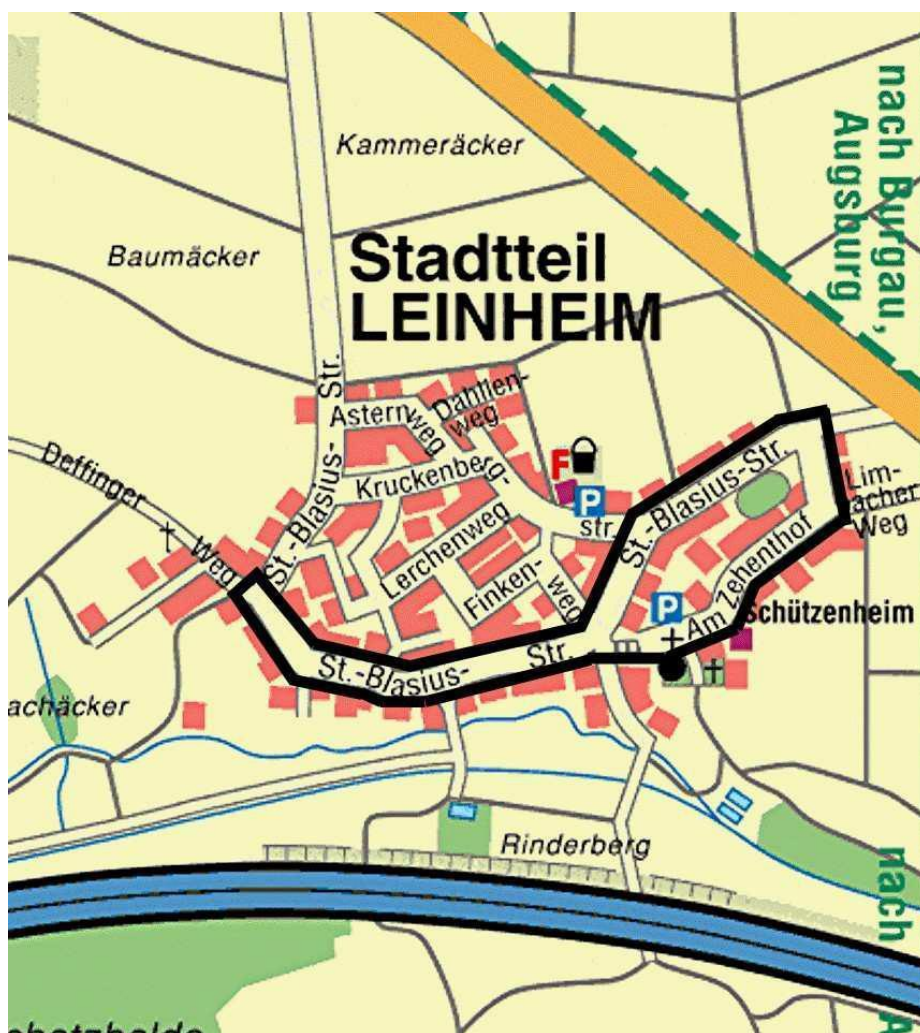 nach Burgau,
Augsburg
Kammeräcker
Baumäcker
Stadtteil
LEINHEIM
St.-Blasius-Str.
Astern
weg
Dahlien-
weg
Kruckenberg-
str.
F
P
Deffinger Weg
Lerchenweg
Finken-
weg
St.-Blasius-Str.
Lim-
acher
Weg
Am Zehenthof
P
Schützenheim
St.-Blasius-
Str.
achäcker
Rinderberg
nach
A